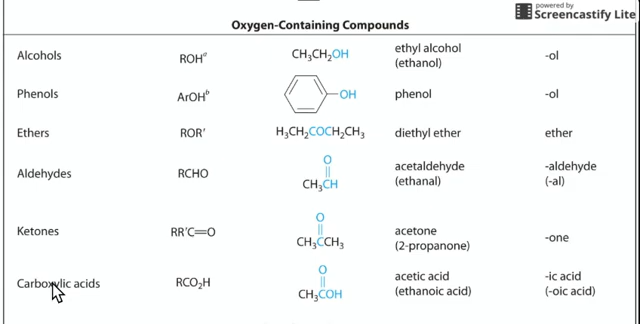 powered by
Screencastify Lite
Oxygen-Containing Compounds
Alcohols ROHᵃ CH₃CH₂OH ethyl alcohol (ethanol) -ol
Phenols ArOHᵇ OH phenol -ol
Ethers ROR′ H₃CH₂COCH₂CH₃ diethyl ether ether
Aldehydes RCHO O CH₃CH acetaldehyde (ethanal) -aldehyde (-al)
Ketones RR′C=O O CH₃CCH₃ acetone (2-propanone) -one
Carboxylic acids RCO₂H O CH₃COH acetic acid (ethanoic acid) -ic acid (-oic acid)